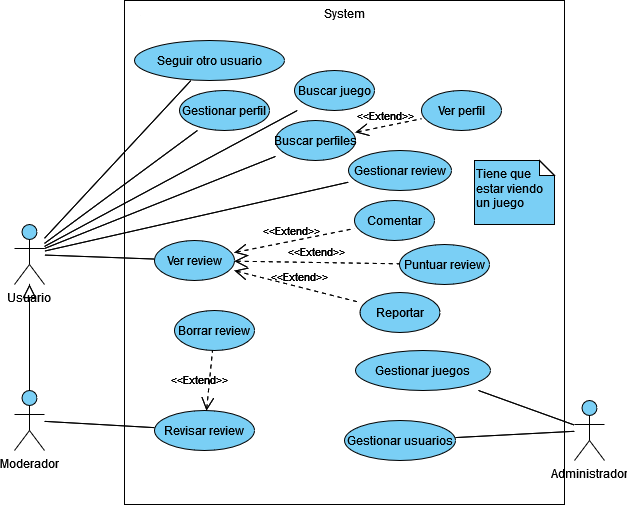 System
Seguir otro usuario
Buscar juego
Gestionar perfil
<<Extend>>
Ver perfil
Buscar perfiles
Gestionar review
Tiene que
estar viendo
un juego
Comentar
<<Extend>>
<<Extend>>
Ver review
Puntuar review
<<Extend>>
Usuario
Reportar
Borrar review
Gestionar juegos
<<Extend>>
Revisar review
Gestionar usuarios
Moderador
Administrador